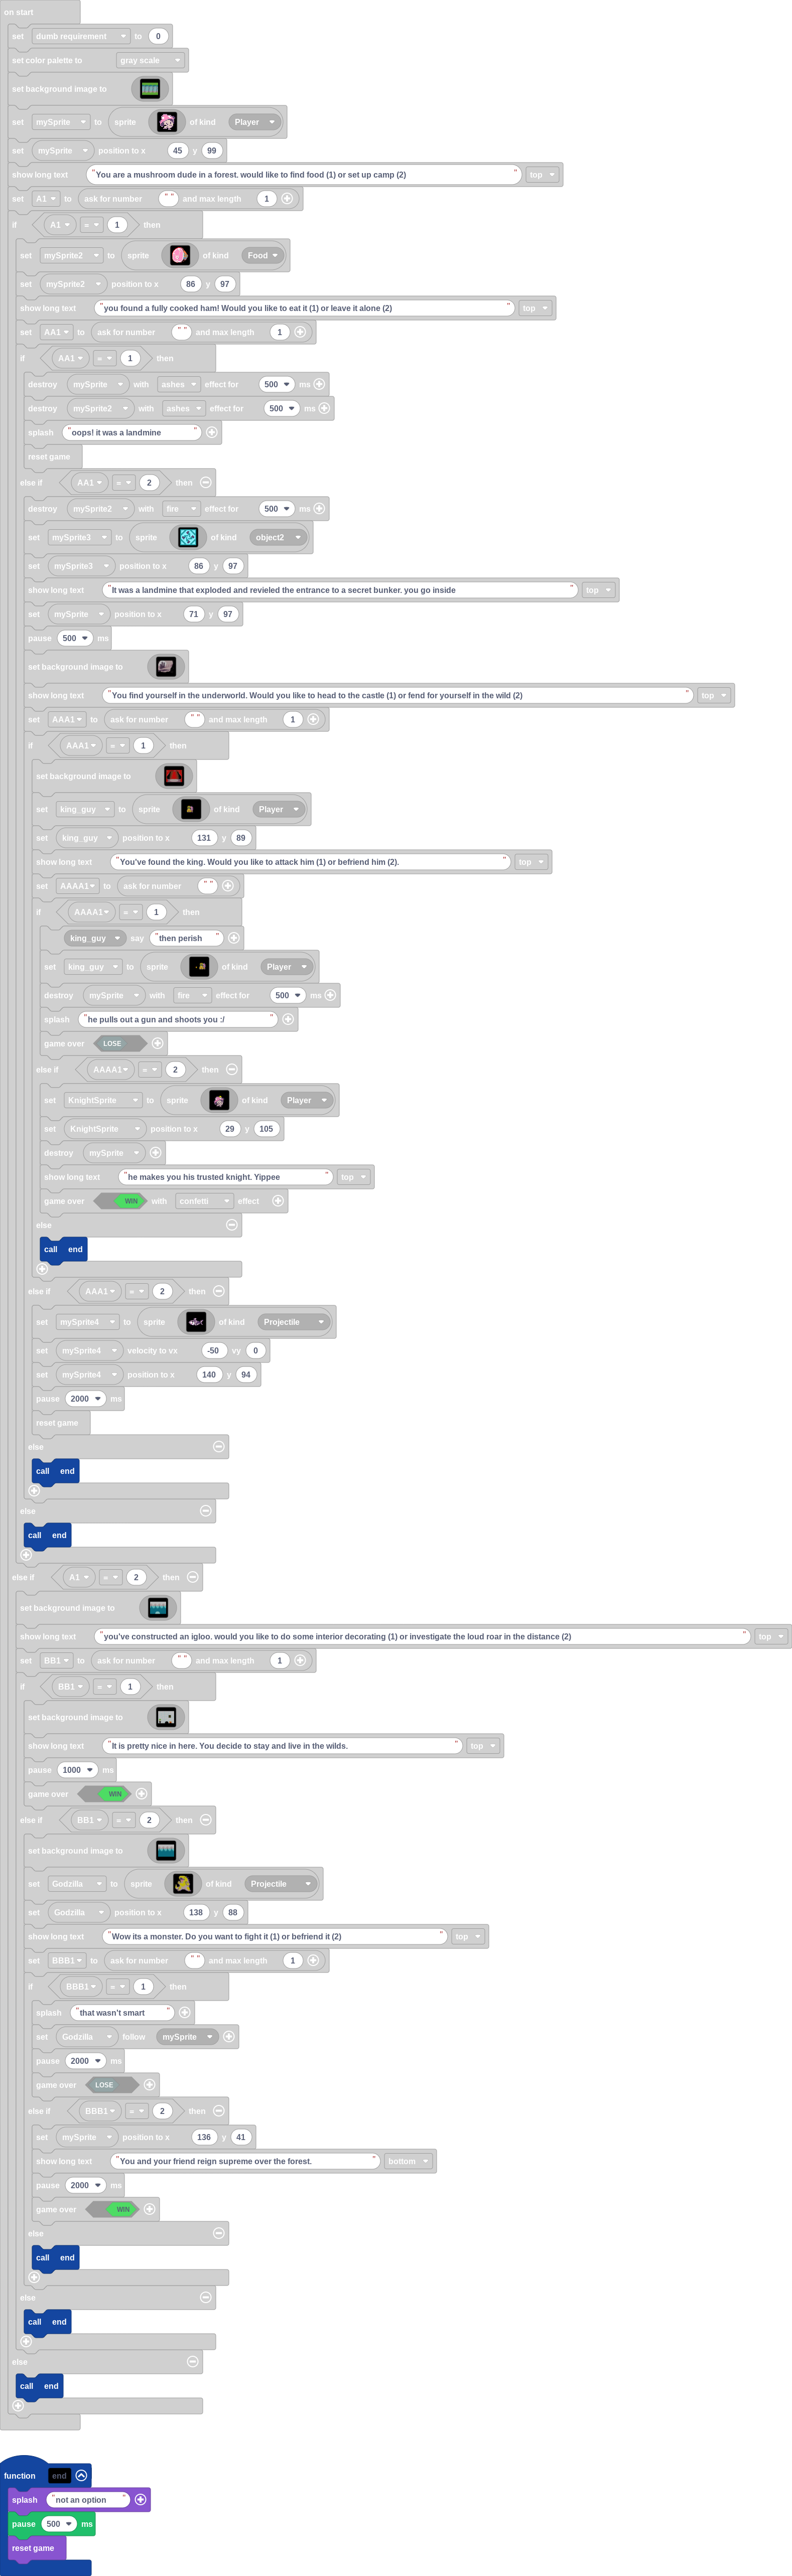 on start
set dumb requirement to 0
set color palette to gray scale
set background image to
set mySprite to sprite of kind Player
set mySprite position to x 45 y 99
show long text "You are a mushroom dude in a forest. would like to find food (1) or set up camp (2)" top
set A1 to ask for number "" and max length 1
if A1 = 1 then
set mySprite2 to sprite of kind Food
set mySprite2 position to x 86 y 97
show long text "you found a fully cooked ham! Would you like to eat it (1) or leave it alone (2)" top
set AA1 to ask for number "" and max length 1
if AA1 = 1 then
destroy mySprite with ashes effect for 500 ms
destroy mySprite2 with ashes effect for 500 ms
splash "oops! it was a landmine"
reset game
else if AA1 = 2 then
destroy mySprite2 with fire effect for 500 ms
set mySprite3 to sprite of kind object2
set mySprite3 position to x 86 y 97
show long text "It was a landmine that exploded and revieled the entrance to a secret bunker. you go inside" top
set mySprite position to x 71 y 97
pause 500 ms
set background image to
show long text "You find yourself in the underworld. Would you like to head to the castle (1) or fend for yourself in the wild (2)" top
set AAA1 to ask for number "" and max length 1
if AAA1 = 1 then
set background image to
set king_guy to sprite of kind Player
set king_guy position to x 131 y 89
show long text "You've found the king. Would you like to attack him (1) or befriend him (2)." top
set AAAA1 to ask for number ""
if AAAA1 = 1 then
king_guy say "then perish"
set king_guy to sprite of kind Player
destroy mySprite with fire effect for 500 ms
splash "he pulls out a gun and shoots you :/"
game over LOSE
else if AAAA1 = 2 then
set KnightSprite to sprite of kind Player
set KnightSprite position to x 29 y 105
destroy mySprite
show long text "he makes you his trusted knight. Yippee" top
game over WIN with confetti effect
else
call end
else if AAA1 = 2 then
set mySprite4 to sprite of kind Projectile
set mySprite4 velocity to vx -50 vy 0
set mySprite4 position to x 140 y 94
pause 2000 ms
reset game
else
call end
else
call end
else if A1 = 2 then
set background image to
show long text "you've constructed an igloo. would you like to do some interior decorating (1) or investigate the loud roar in the distance (2)" top
set BB1 to ask for number "" and max length 1
if BB1 = 1 then
set background image to
show long text "It is pretty nice in here. You decide to stay and live in the wilds." top
pause 1000 ms
game over WIN
else if BB1 = 2 then
set background image to
set Godzilla to sprite of kind Projectile
set Godzilla position to x 138 y 88
show long text "Wow its a monster. Do you want to fight it (1) or befriend it (2)" top
set BBB1 to ask for number "" and max length 1
if BBB1 = 1 then
splash "that wasn't smart"
set Godzilla follow mySprite
pause 2000 ms
game over LOSE
else if BBB1 = 2 then
set mySprite position to x 136 y 41
show long text "You and your friend reign supreme over the forest." bottom
pause 2000 ms
game over WIN
else
call end
else
call end
else
call end
function end
splash "not an option"
pause 500 ms
reset game